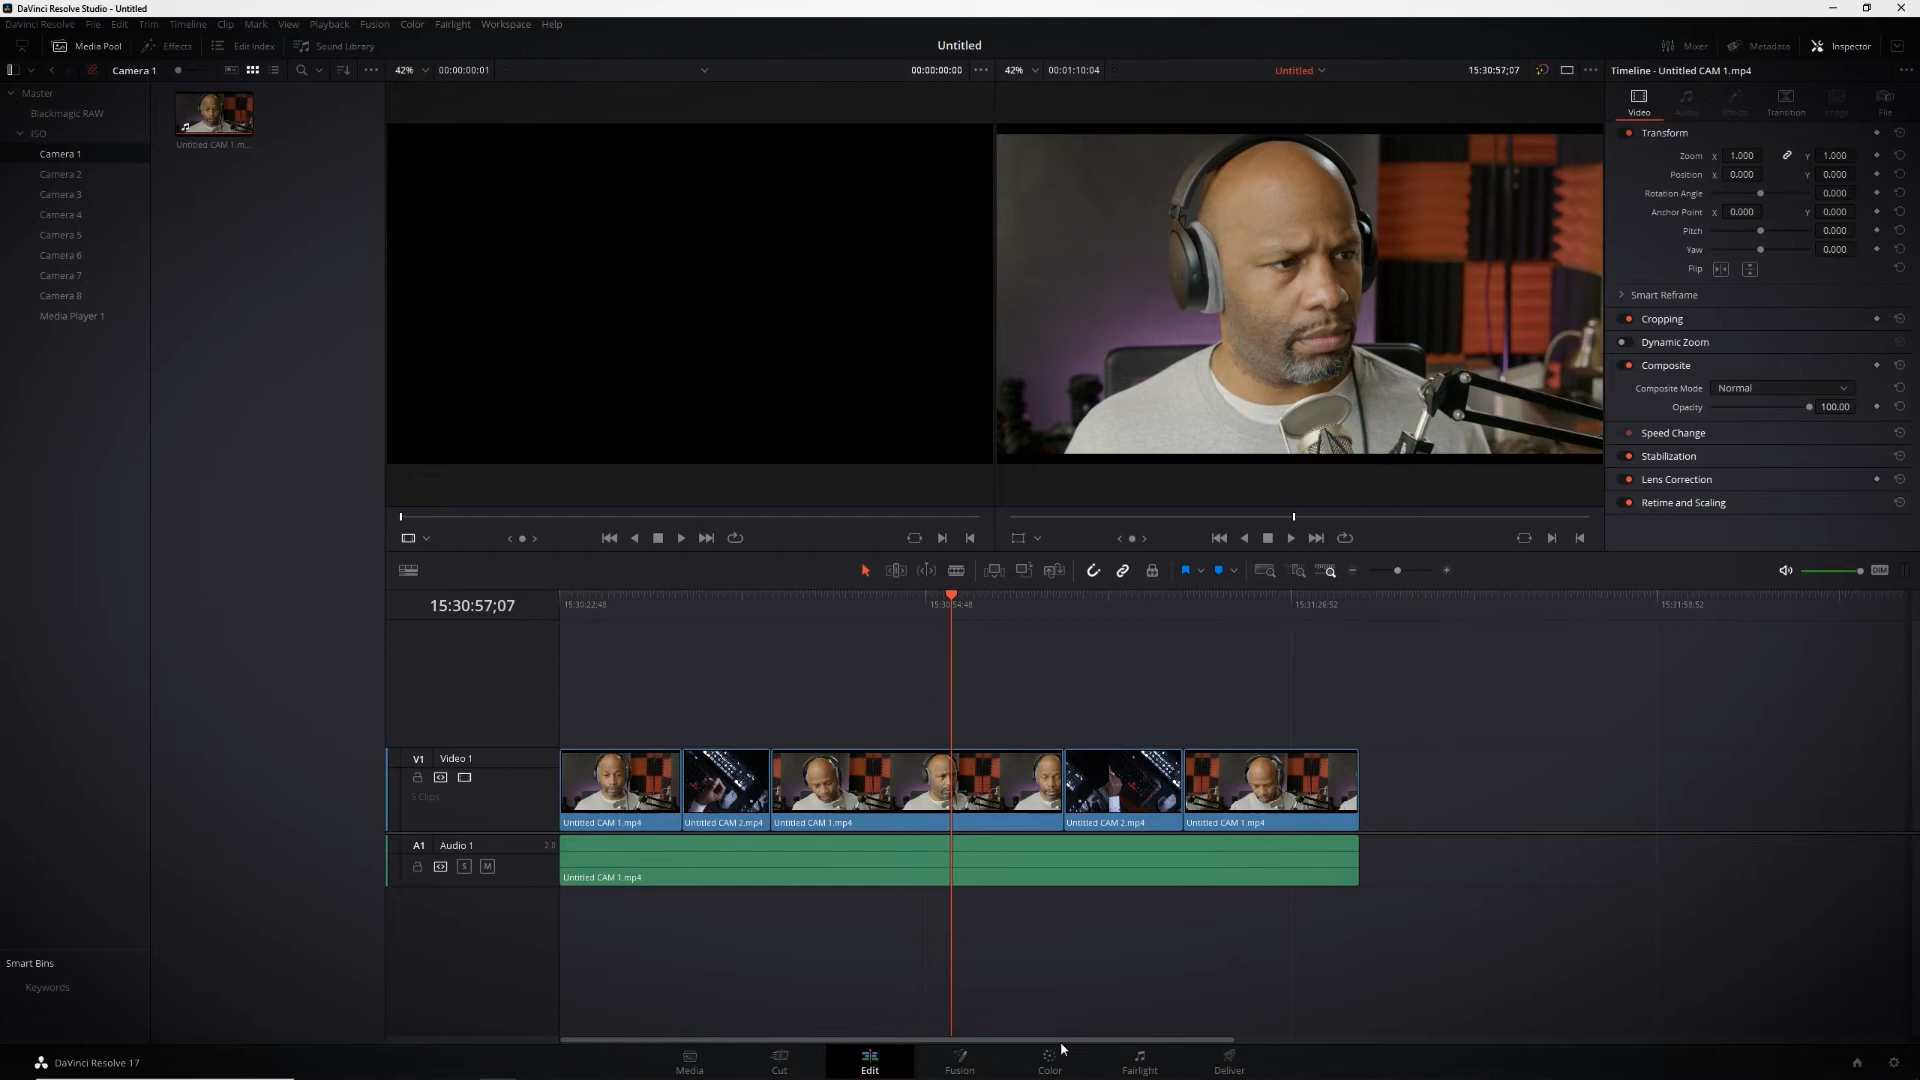 DaVinci Resolve Studio - Untitled
DaVinci Resolve File Edit Trim Timeline Clip Mark View Playback Fusion Color Fairlight Workspace Help
Media Pool Effects Edit Index Sound Library Untitled Mixer Metadata Inspector
Camera 1 42% 00:00:00:01 00:00:00:00 42% 00:01:10:04 Untitled 15:30:57;07 Timeline - Untitled CAM 1.mp4
Master
Blackmagic RAW
ISO
Camera 1
Camera 2
Camera 3
Camera 4
Camera 5
Camera 6
Camera 7
Camera 8
Media Player 1
Untitled CAM 1.m...
Video Audio Effects Transition Image File
Transform
Zoom X 1.000 Y 1.000
Position X 0.000 Y 0.000
Rotation Angle 0.000
Anchor Point X 0.000 Y 0.000
Pitch 0.000
Yaw 0.000
Flip
Smart Reframe
Cropping
Dynamic Zoom
Composite
Composite Mode Normal
Opacity 100.00
Speed Change
Stabilization
Lens Correction
Retime and Scaling
DIM
15:30:57;07 15:30:22;48 15:30:54:48 15:31:26:52 15:31:58:52
V1 Video 1
5 Clips
Untitled CAM 1.mp4 Untitled CAM 2.mp4 Untitled CAM 1.mp4 Untitled CAM 2.mp4 Untitled CAM 1.mp4
A1 Audio 1 2.0
S M
Untitled CAM 1.mp4
Smart Bins
Keywords
DaVinci Resolve 17 Media Cut Edit Fusion Color Fairlight Deliver